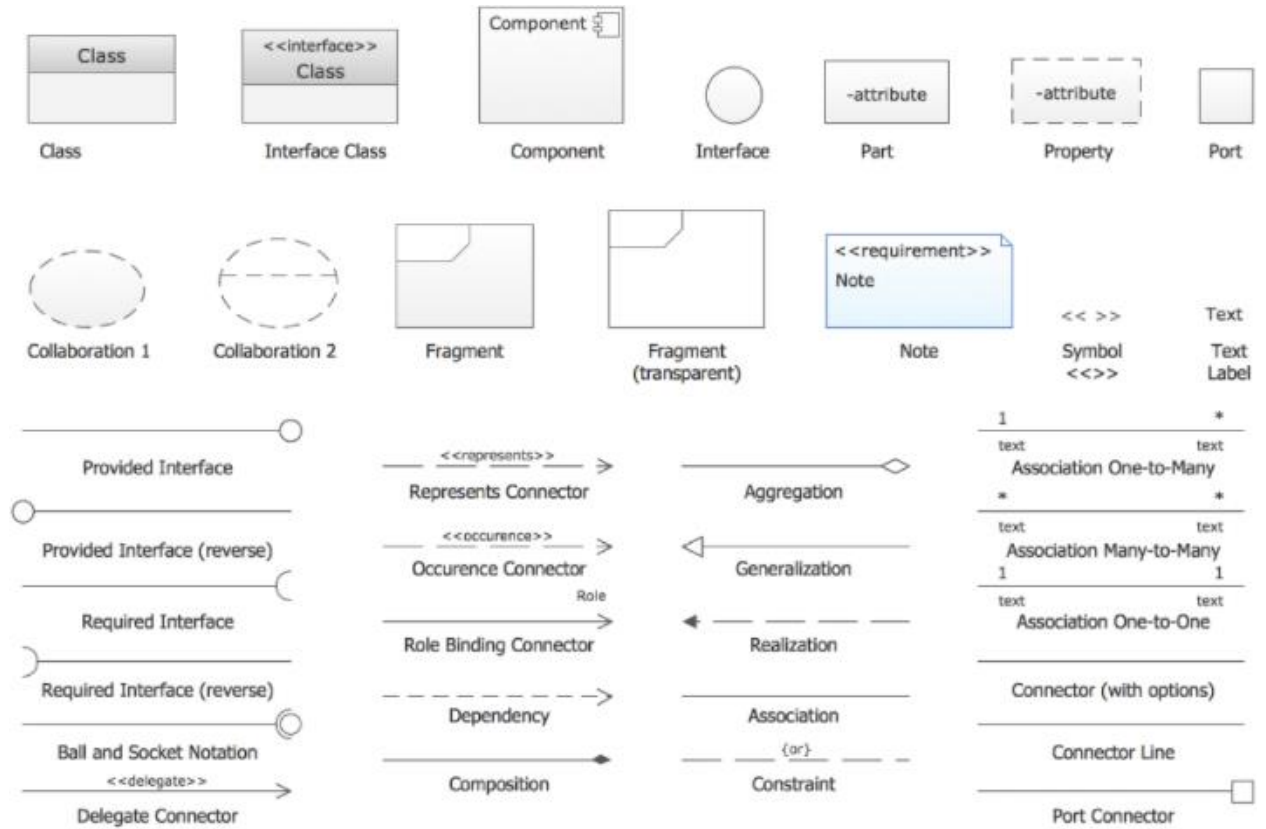 Class
<<interface>>
Class
Component
-attribute
-attribute
Class
Interface Class
Component
Interface
Part
Property
Port
<<requirement>>
Note
<< >>
Text
Collaboration 1
Collaboration 2
Fragment
Fragment
(transparent)
Note
Symbol
<<>>
Text
Label
Provided Interface
Provided Interface (reverse)
Required Interface
Required Interface (reverse)
Ball and Socket Notation
<<delegate>>
Delegate Connector
<<represents>>
Represents Connector
<<occurence>>
Occurence Connector
Role
Role Binding Connector
Dependency
Composition
Aggregation
Generalization
Realization
Association
{or}
Constraint
1 *
text text
Association One-to-Many
* *
text text
Association Many-to-Many
1 1
text text
Association One-to-One
Connector (with options)
Connector Line
Port Connector